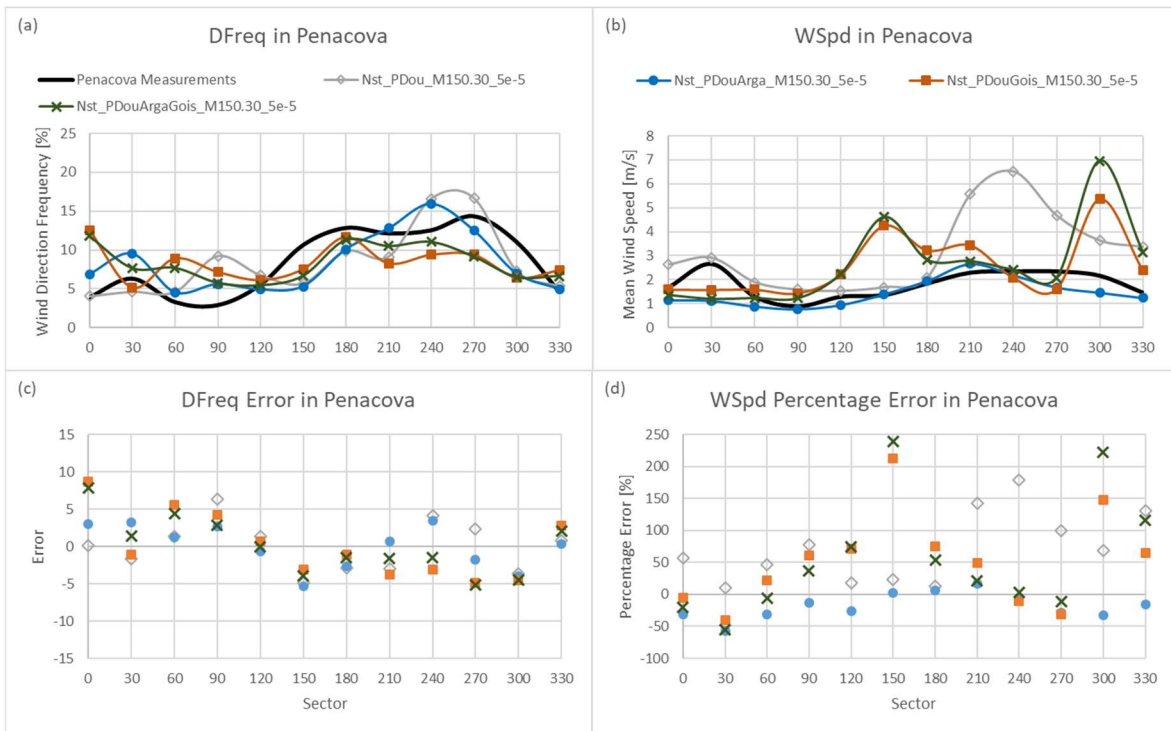 (a)
DFreq in Penacova
Penacova Measurements
Nst_PDou_M150.30_5e-5
Nst_PDouArgaGois_M150.30_5e-5
Wind Direction Frequency [%]
25
20
15
10
5
0
0 30 60 90 120 150 180 210 240 270 300 330
(b)
WSpd in Penacova
Nst_PDouArga_M150.30_5e-5
Nst_PDouGois_M150.30_5e-5
Mean Wind Speed [m/s]
8
7
6
5
4
3
2
1
0
0 30 60 90 120 150 180 210 240 270 300 330
(c)
DFreq Error in Penacova
Error
15
10
5
0
-5
-10
-15
0 30 60 90 120 150 180 210 240 270 300 330
Sector
(d)
WSpd Percentage Error in Penacova
Percentage Error [%]
250
200
150
100
50
0
-50
-100
0 30 60 90 120 150 180 210 240 270 300 330
Sector